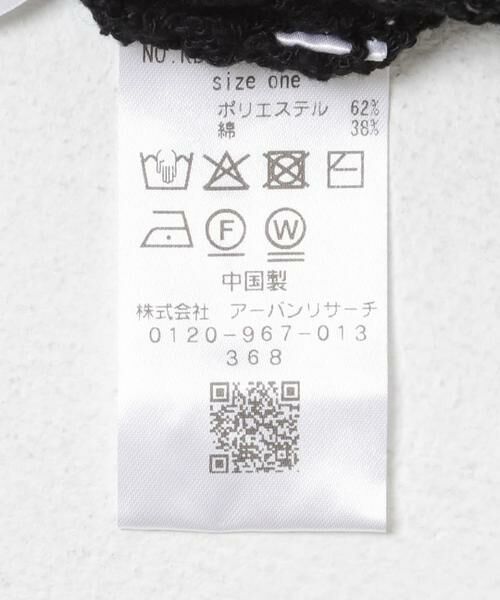 size one
ポリエステル 62%
綿 38%
F W
中国製
株式会社 アーバンリサーチ
0120-967-013
368